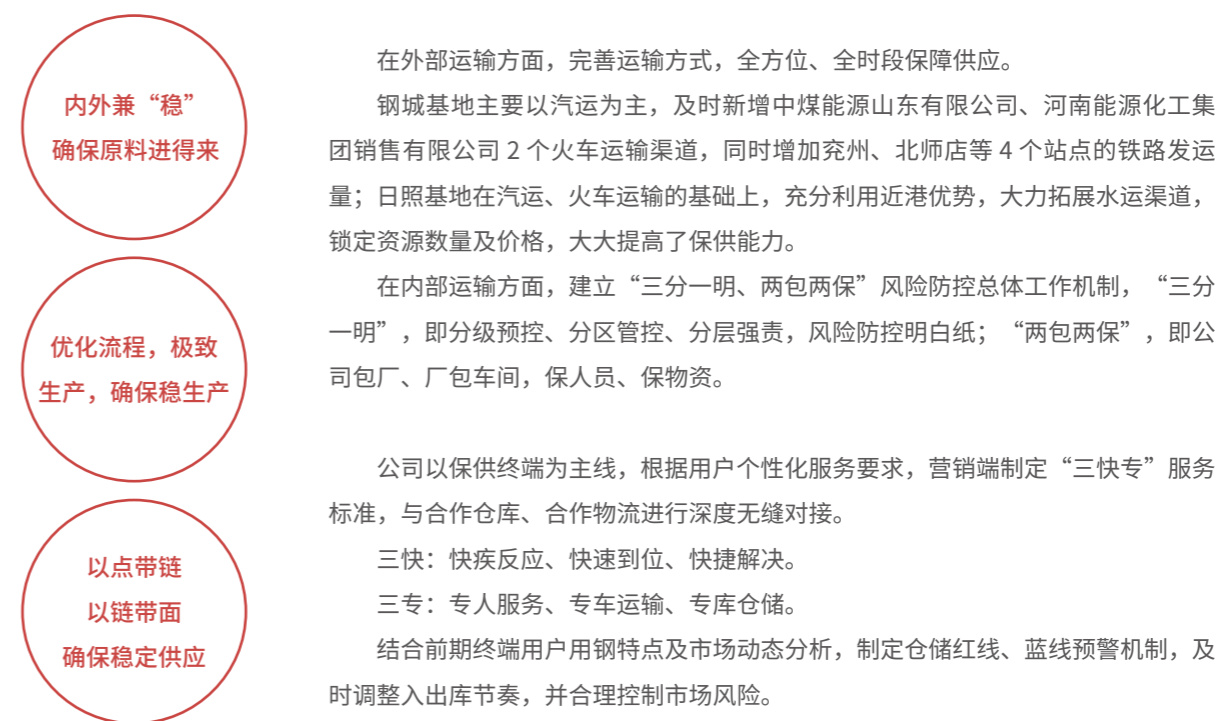 内外兼“稳”
确保原料进得来
在外部运输方面，完善运输方式，全方位、全时段保障供应。
钢城基地主要以汽运为主，及时新增中煤能源山东有限公司、河南能源化工集
团销售有限公司 2 个火车运输渠道，同时增加兖州、北师店等 4 个站点的铁路发运
量；日照基地在汽运、火车运输的基础上，充分利用近港优势，大力拓展水运渠道，
锁定资源数量及价格，大大提高了保供能力。
优化流程，极致
生产，确保稳生产
在内部运输方面，建立“三分一明、两包两保”风险防控总体工作机制，“三分
一明”，即分级预控、分区管控、分层强责，风险防控明白纸；“两包两保”，即公
司包厂、厂包车间，保人员、保物资。
以点带链
以链带面
确保稳定供应
公司以保供终端为主线，根据用户个性化服务要求，营销端制定“三快专”服务
标准，与合作仓库、合作物流进行深度无缝对接。
三快：快疾反应、快速到位、快捷解决。
三专：专人服务、专车运输、专库仓储。
结合前期终端用户用钢特点及市场动态分析，制定仓储红线、蓝线预警机制，及
时调整入出库节奏，并合理控制市场风险。